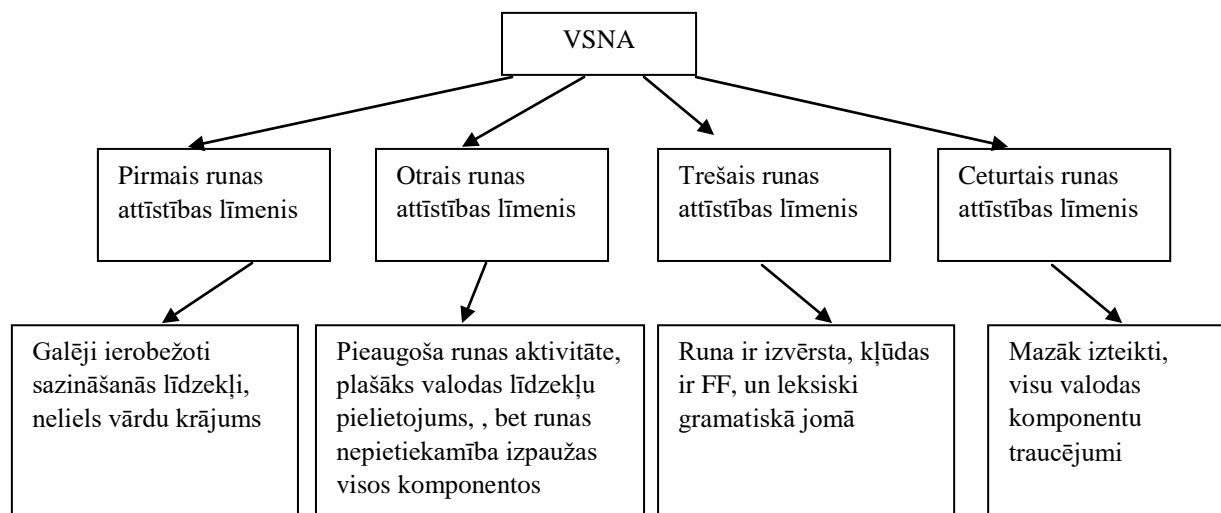 VSNA
Pirmais runas
attīstības līmenis
Otrais runas
attīstības līmenis
Trešais runas
attīstības līmenis
Ceturtais runas
attīstības līmenis
Galēji ierobežoti
sazināšanās līdzekļi,
neliels vārdu krājums
Pieaugoša runas aktivitāte,
plašāks valodas līdzekļu
pielietojums, , bet runas
nepietiekamība izpaužas
visos komponentos
Runa ir izvērsta, kļūdas
ir FF, un leksiski
gramatiskā jomā
Mazāk izteikti,
visu valodas
komponentu
traucējumi